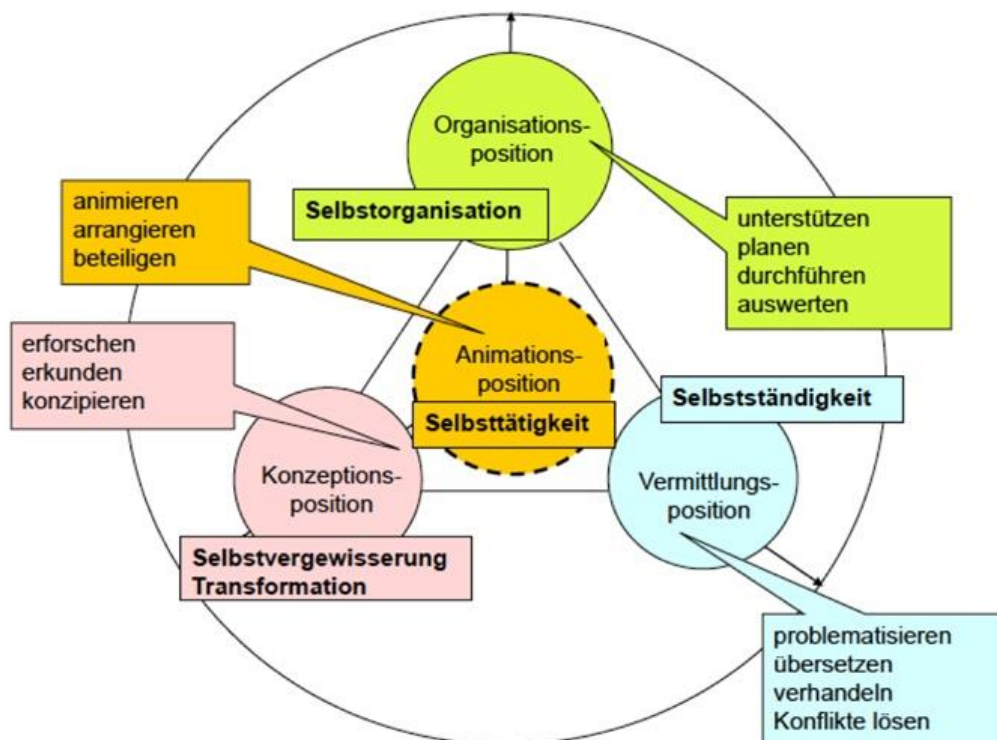 Organisations-
position
Selbstorganisation
animieren
arrangieren
beteiligen
unterstützen
planen
durchführen
auswerten
erforschen
erkunden
konzipieren
Animations-
position
Selbsttätigkeit
Selbstständigkeit
Konzeptions-
position
Selbstvergewisserung
Transformation
Vermittlungs-
position
problematisieren
übersetzen
verhandeln
Konflikte lösen